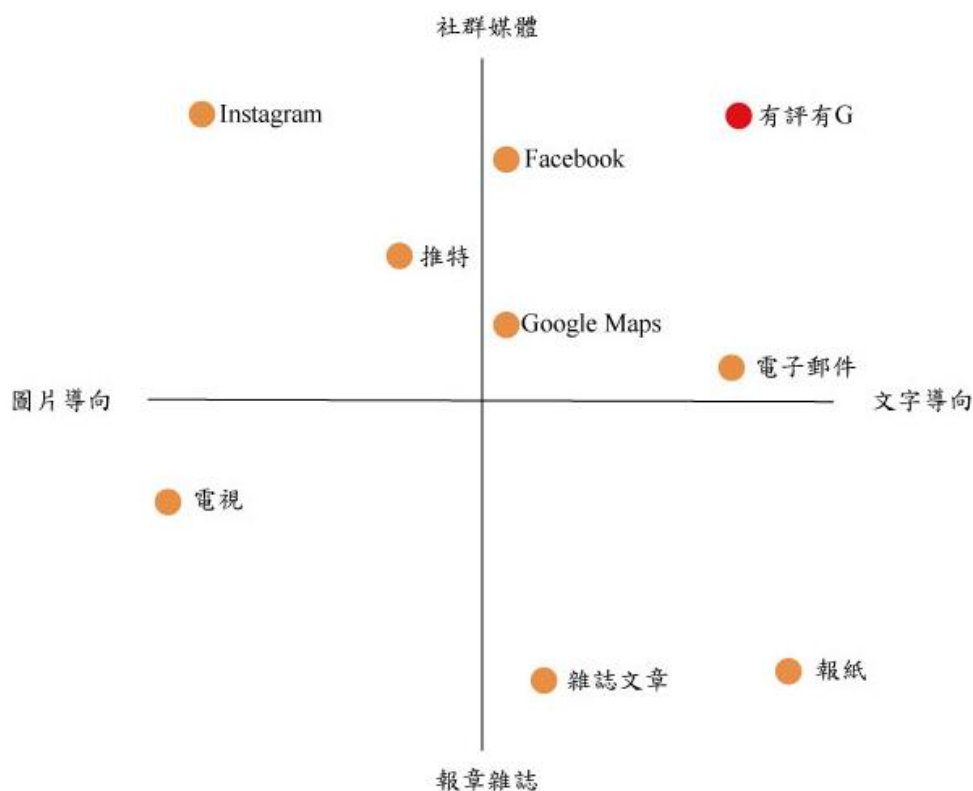 社群媒體
Instagram
有評有G
Facebook
推特
Google Maps
電子郵件
圖片導向
文字導向
電視
雜誌文章
報紙
報章雜誌